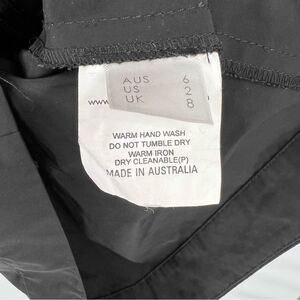 AUS 6
US 2
UK 8
www
WARM HAND WASH
DO NOT TUMBLE DRY
WARM IRON
DRY CLEANABLE(P)
MADE IN AUSTRALIA